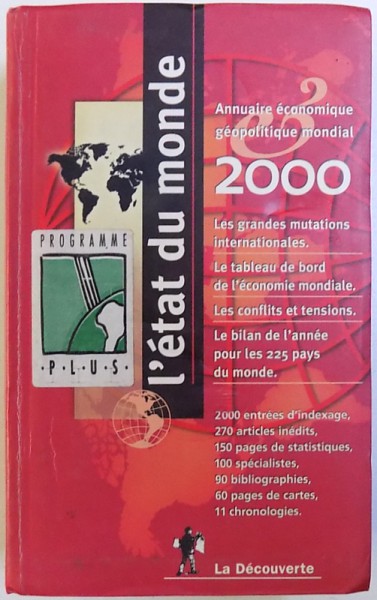 l'état du monde
Annuaire économique
géopolitique mondial
&
2000
Les grandes mutations
internationales.
Le tableau de bord
de l'économie mondiale.
Les conflits et tensions.
Le bilan de l'année
pour les 225 pays
du monde.
PROGRAMME
·P·L·U·S·
2000 entrées d'indexage,
270 articles inédits,
150 pages de statistiques,
100 spécialistes,
90 bibliographies,
60 pages de cartes,
11 chronologies.
La Découverte